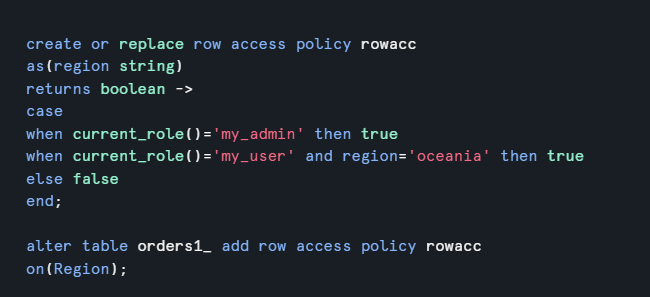 create or replace row access policy rowacc
as(region string)
returns boolean ->
case
when current_role()='my_admin' then true
when current_role()='my_user' and region='oceania' then true
else false
end;
alter table orders1_ add row access policy rowacc
on(Region);